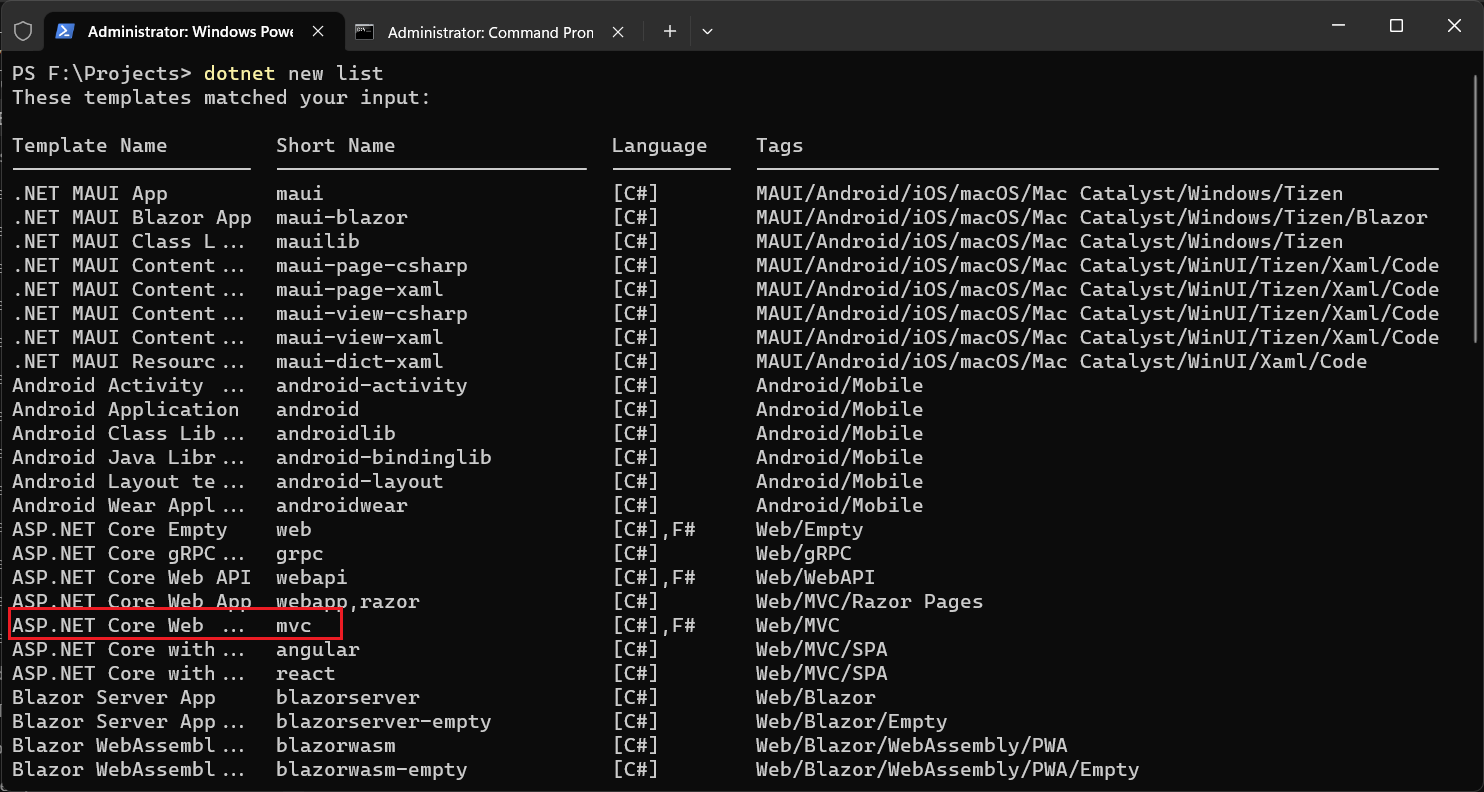 Administrator: Windows Powe Administrator: Command Pron
PS F:\Projects> dotnet new list
These templates matched your input:
Template Name Short Name Language Tags
.NET MAUI App maui [C#] MAUI/Android/iOS/macOS/Mac Catalyst/Windows/Tizen
.NET MAUI Blazor App maui-blazor [C#] MAUI/Android/iOS/macOS/Mac Catalyst/Windows/Tizen/Blazor
.NET MAUI Class L... mauilib [C#] MAUI/Android/iOS/macOS/Mac Catalyst/Windows/Tizen
.NET MAUI Content... maui-page-csharp [C#] MAUI/Android/iOS/macOS/Mac Catalyst/WinUI/Tizen/Xaml/Code
.NET MAUI Content... maui-page-xaml [C#] MAUI/Android/iOS/macOS/Mac Catalyst/WinUI/Tizen/Xaml/Code
.NET MAUI Content... maui-view-csharp [C#] MAUI/Android/iOS/macOS/Mac Catalyst/WinUI/Tizen/Xaml/Code
.NET MAUI Content... maui-view-xaml [C#] MAUI/Android/iOS/macOS/Mac Catalyst/WinUI/Tizen/Xaml/Code
.NET MAUI Resourc... maui-dict-xaml [C#] MAUI/Android/iOS/macOS/Mac Catalyst/WinUI/Xaml/Code
Android Activity ... android-activity [C#] Android/Mobile
Android Application android [C#] Android/Mobile
Android Class Lib... androidlib [C#] Android/Mobile
Android Java Libr... android-bindinglib [C#] Android/Mobile
Android Layout te... android-layout [C#] Android/Mobile
Android Wear Appl... androidwear [C#] Android/Mobile
ASP.NET Core Empty web [C#],F# Web/Empty
ASP.NET Core gRPC... grpc [C#] Web/gRPC
ASP.NET Core Web API webapi [C#],F# Web/WebAPI
ASP.NET Core Web App webapp,razor [C#] Web/MVC/Razor Pages
ASP.NET Core Web ... mvc [C#],F# Web/MVC
ASP.NET Core with... angular [C#] Web/MVC/SPA
ASP.NET Core with... react [C#] Web/MVC/SPA
Blazor Server App blazorserver [C#] Web/Blazor
Blazor Server App... blazorserver-empty [C#] Web/Blazor/Empty
Blazor WebAssembl... blazorwasm [C#] Web/Blazor/WebAssembly/PWA
Blazor WebAssembl... blazorwasm-empty [C#] Web/Blazor/WebAssembly/PWA/Empty